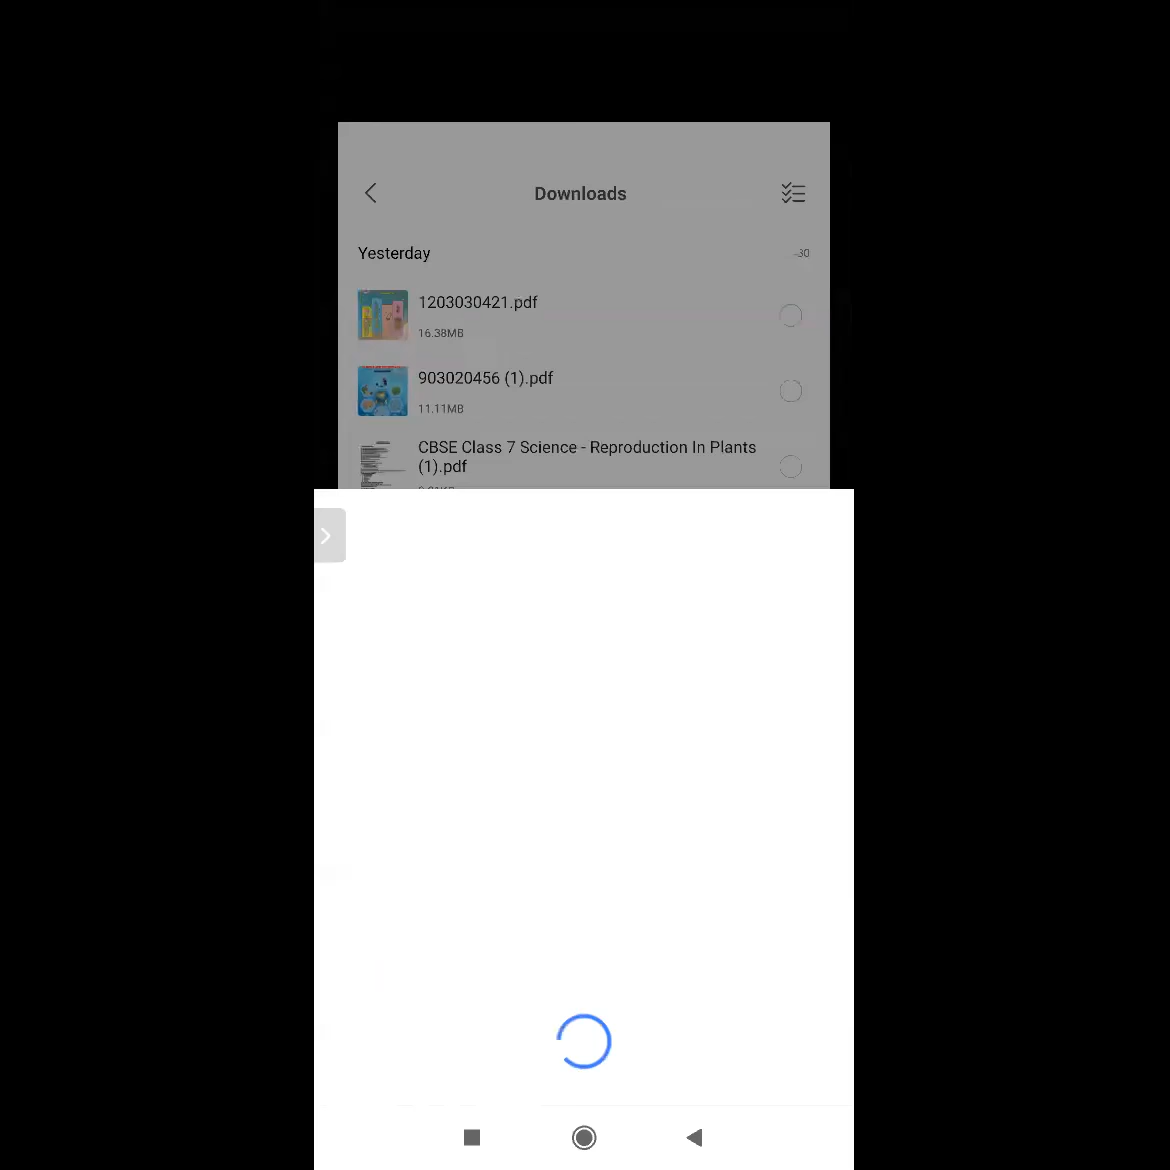 Downloads
Yesterday
1203030421.pdf
16.38MB
903020456 (1).pdf
11.11MB
CBSE Class 7 Science - Reproduction In Plants
(1).pdf